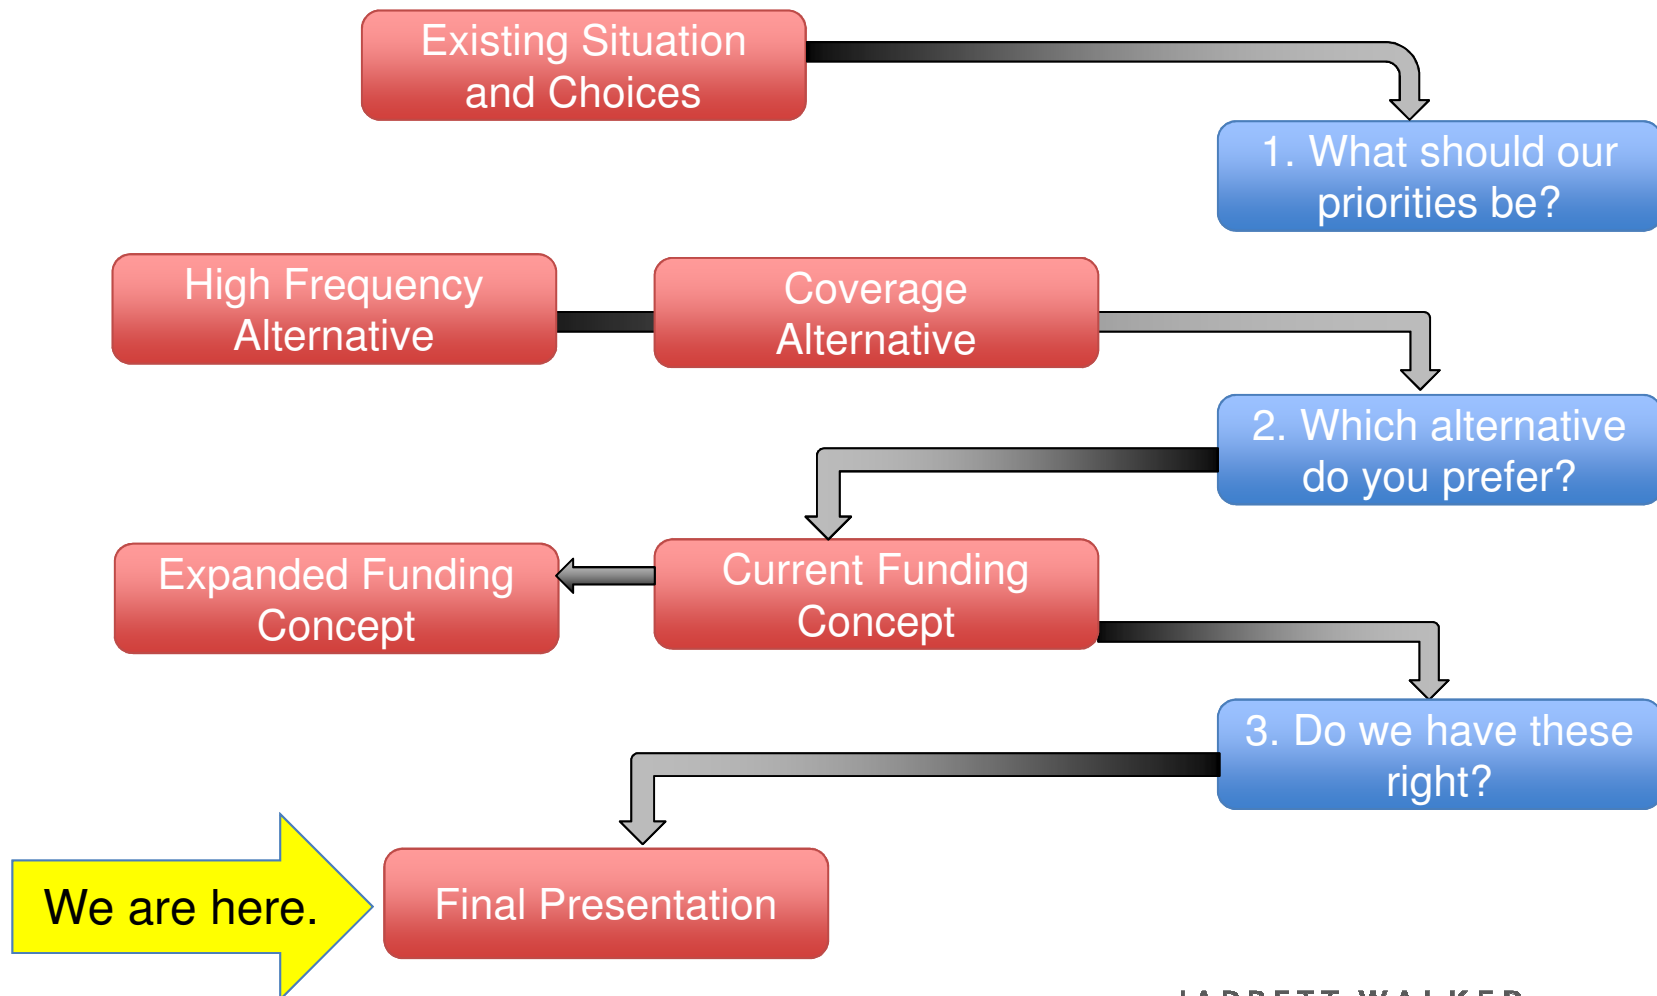 Existing Situation
and Choices
1. What should our
priorities be?
High Frequency
Alternative
Coverage
Alternative
2. Which alternative
do you prefer?
Expanded Funding
Concept
Current Funding
Concept
3. Do we have these
right?
We are here.
Final Presentation
JARRETT WALKER